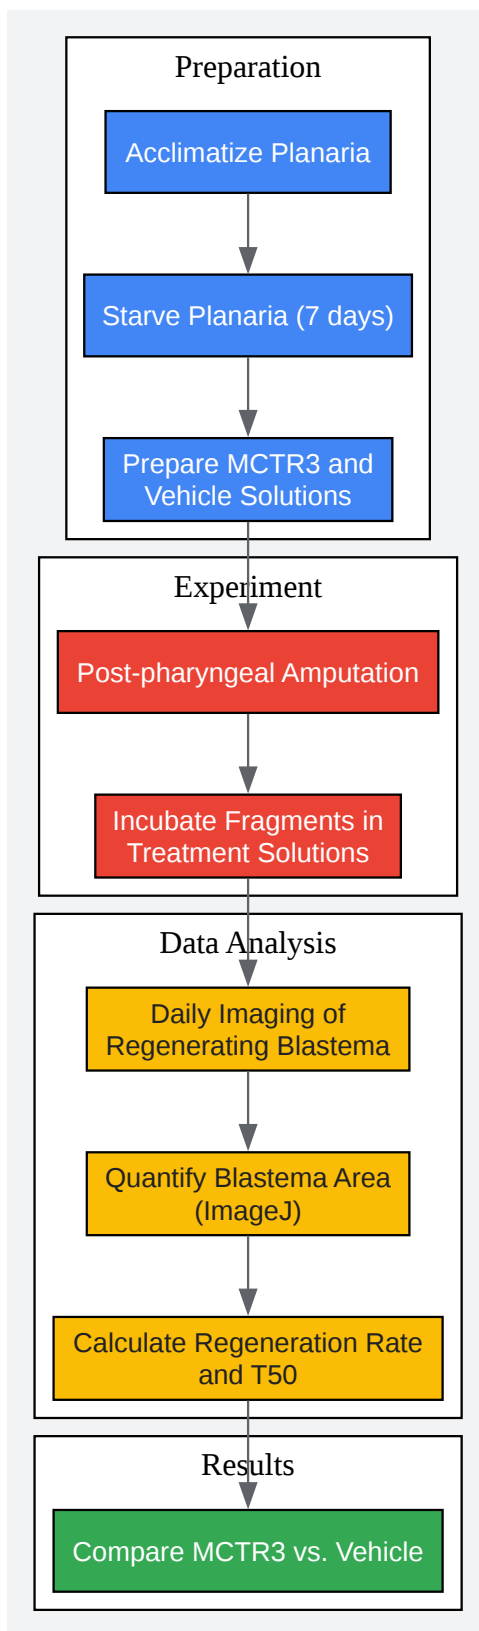 Preparation
Acclimatize Planaria
Starve Planaria (7 days)
Prepare MCTR3 and
Vehicle Solutions
Experiment
Post-pharyngeal Amputation
Incubate Fragments in
Treatment Solutions
Data Analysis
Daily Imaging of
Regenerating Blastema
Quantify Blastema Area
(ImageJ)
Calculate Regeneration Rate
and T50
Results
Compare MCTR3 vs. Vehicle